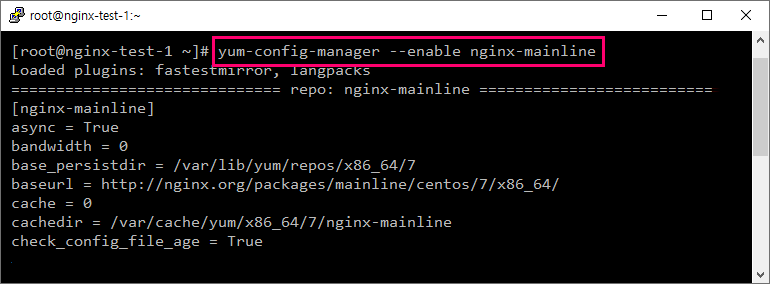 root@nginx-test-1:~
[root@nginx-test-1 ~]# yum-config-manager --enable nginx-mainline
Loaded plugins: fastestmirror, langpacks
============================== repo: nginx-mainline ==========================
[nginx-mainline]
async = True
bandwidth = 0
base_persistdir = /var/lib/yum/repos/x86_64/7
baseurl = http://nginx.org/packages/mainline/centos/7/x86_64/
cache = 0
cachedir = /var/cache/yum/x86_64/7/nginx-mainline
check_config_file_age = True